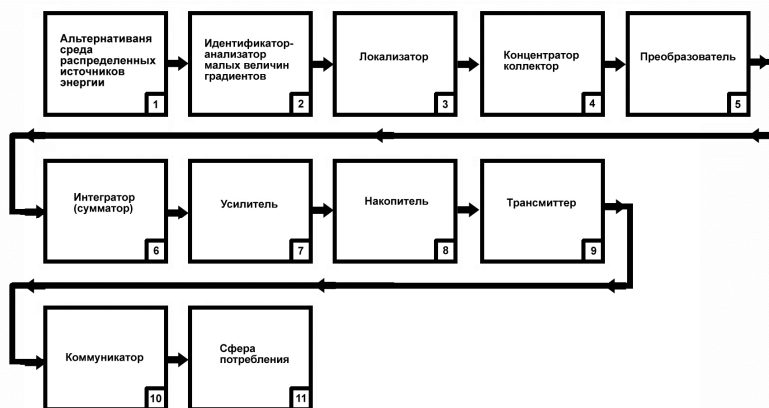 Альтернативаня
среда
распределенных
источников
энергии
1
Идентификатор-
анализатор
малых величин
градиентов
2
Локализатор
3
Концентратор
коллектор
4
Преобразователь
5
Интегратор
(сумматор)
6
Усилитель
7
Накопитель
8
Трансмиттер
9
Коммуникатор
10
Сфера
потребления
11